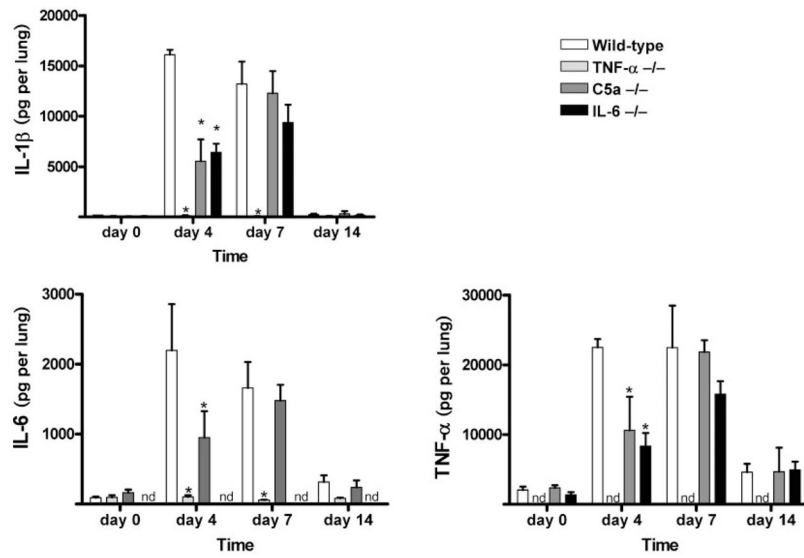 IL-1β (pg per lung)
20000
15000
10000
5000
* * * *
day 0 day 4 day 7 day 14
Time
Wild-type
TNF-α –/–
C5a –/–
IL-6 –/–
IL-6 (pg per lung)
3000
2000
1000
* * *
nd nd nd nd
day 0 day 4 day 7 day 14
Time
TNF-α (pg per lung)
30000
20000
10000
* *
nd nd nd nd
day 0 day 4 day 7 day 14
Time